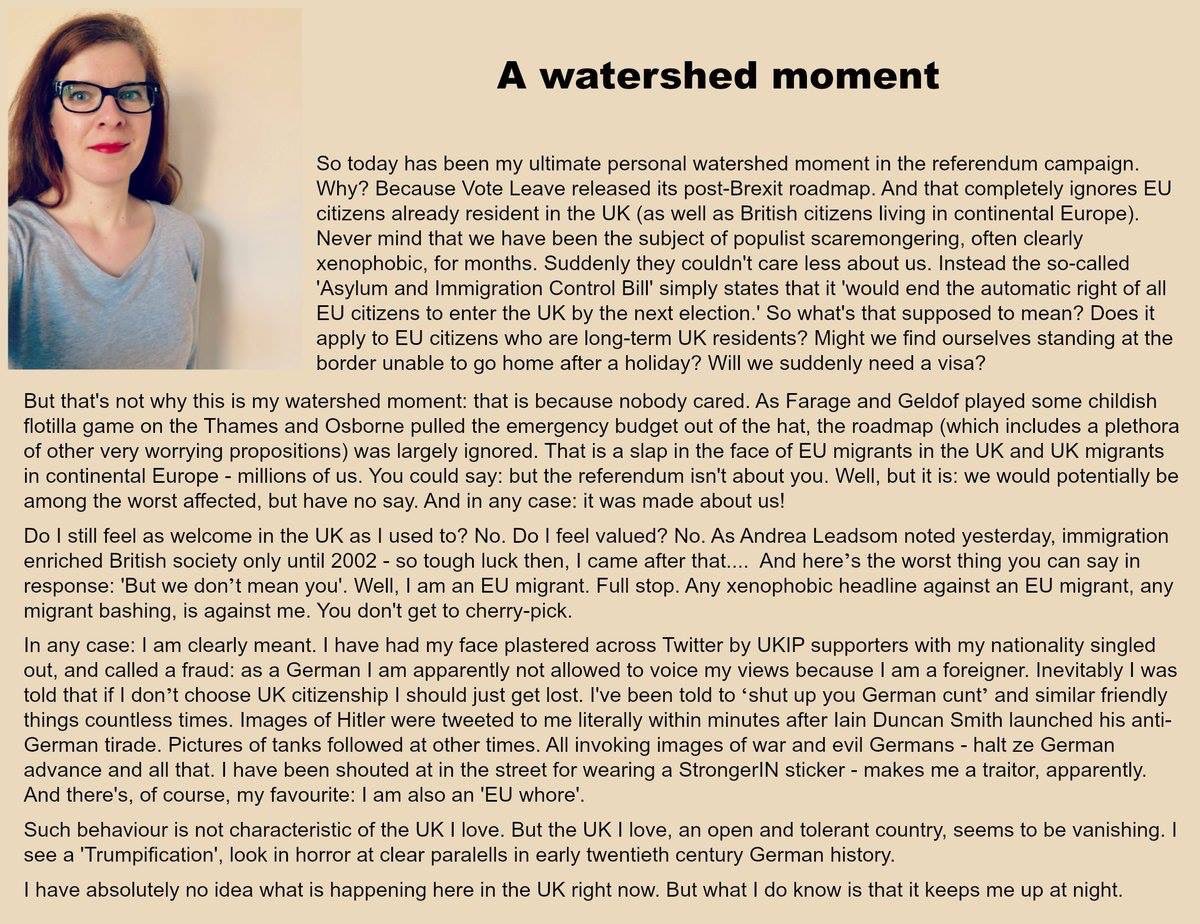 A watershed moment
So today has been my ultimate personal watershed moment in the referendum campaign.
Why? Because Vote Leave released its post-Brexit roadmap. And that completely ignores EU
citizens already resident in the UK (as well as British citizens living in continental Europe).
Never mind that we have been the subject of populist scaremongering, often clearly
xenophobic, for months. Suddenly they couldn't care less about us. Instead the so-called
'Asylum and Immigration Control Bill' simply states that it 'would end the automatic right of all
EU citizens to enter the UK by the next election.' So what's that supposed to mean? Does it
apply to EU citizens who are long-term UK residents? Might we find ourselves standing at the
border unable to go home after a holiday? Will we suddenly need a visa?
But that's not why this is my watershed moment: that is because nobody cared. As Farage and Geldof played some childish
flotilla game on the Thames and Osborne pulled the emergency budget out of the hat, the roadmap (which includes a plethora
of other very worrying propositions) was largely ignored. That is a slap in the face of EU migrants in the UK and UK migrants
in continental Europe - millions of us. You could say: but the referendum isn't about you. Well, but it is: we would potentially be
among the worst affected, but have no say. And in any case: it was made about us!
Do I still feel as welcome in the UK as I used to? No. Do I feel valued? No. As Andrea Leadsom noted yesterday, immigration
enriched British society only until 2002 - so tough luck then, I came after that.... And here’s the worst thing you can say in
response: 'But we don’t mean you'. Well, I am an EU migrant. Full stop. Any xenophobic headline against an EU migrant, any
migrant bashing, is against me. You don't get to cherry-pick.
In any case: I am clearly meant. I have had my face plastered across Twitter by UKIP supporters with my nationality singled
out, and called a fraud: as a German I am apparently not allowed to voice my views because I am a foreigner. Inevitably I was
told that if I don’t choose UK citizenship I should just get lost. I've been told to ‘shut up you German cunt’ and similar friendly
things countless times. Images of Hitler were tweeted to me literally within minutes after Iain Duncan Smith launched his anti-
German tirade. Pictures of tanks followed at other times. All invoking images of war and evil Germans - halt ze German
advance and all that. I have been shouted at in the street for wearing a StrongerIN sticker - makes me a traitor, apparently.
And there's, of course, my favourite: I am also an 'EU whore'.
Such behaviour is not characteristic of the UK I love. But the UK I love, an open and tolerant country, seems to be vanishing. I
see a 'Trumpification', look in horror at clear paralells in early twentieth century German history.
I have absolutely no idea what is happening here in the UK right now. But what I do know is that it keeps me up at night.